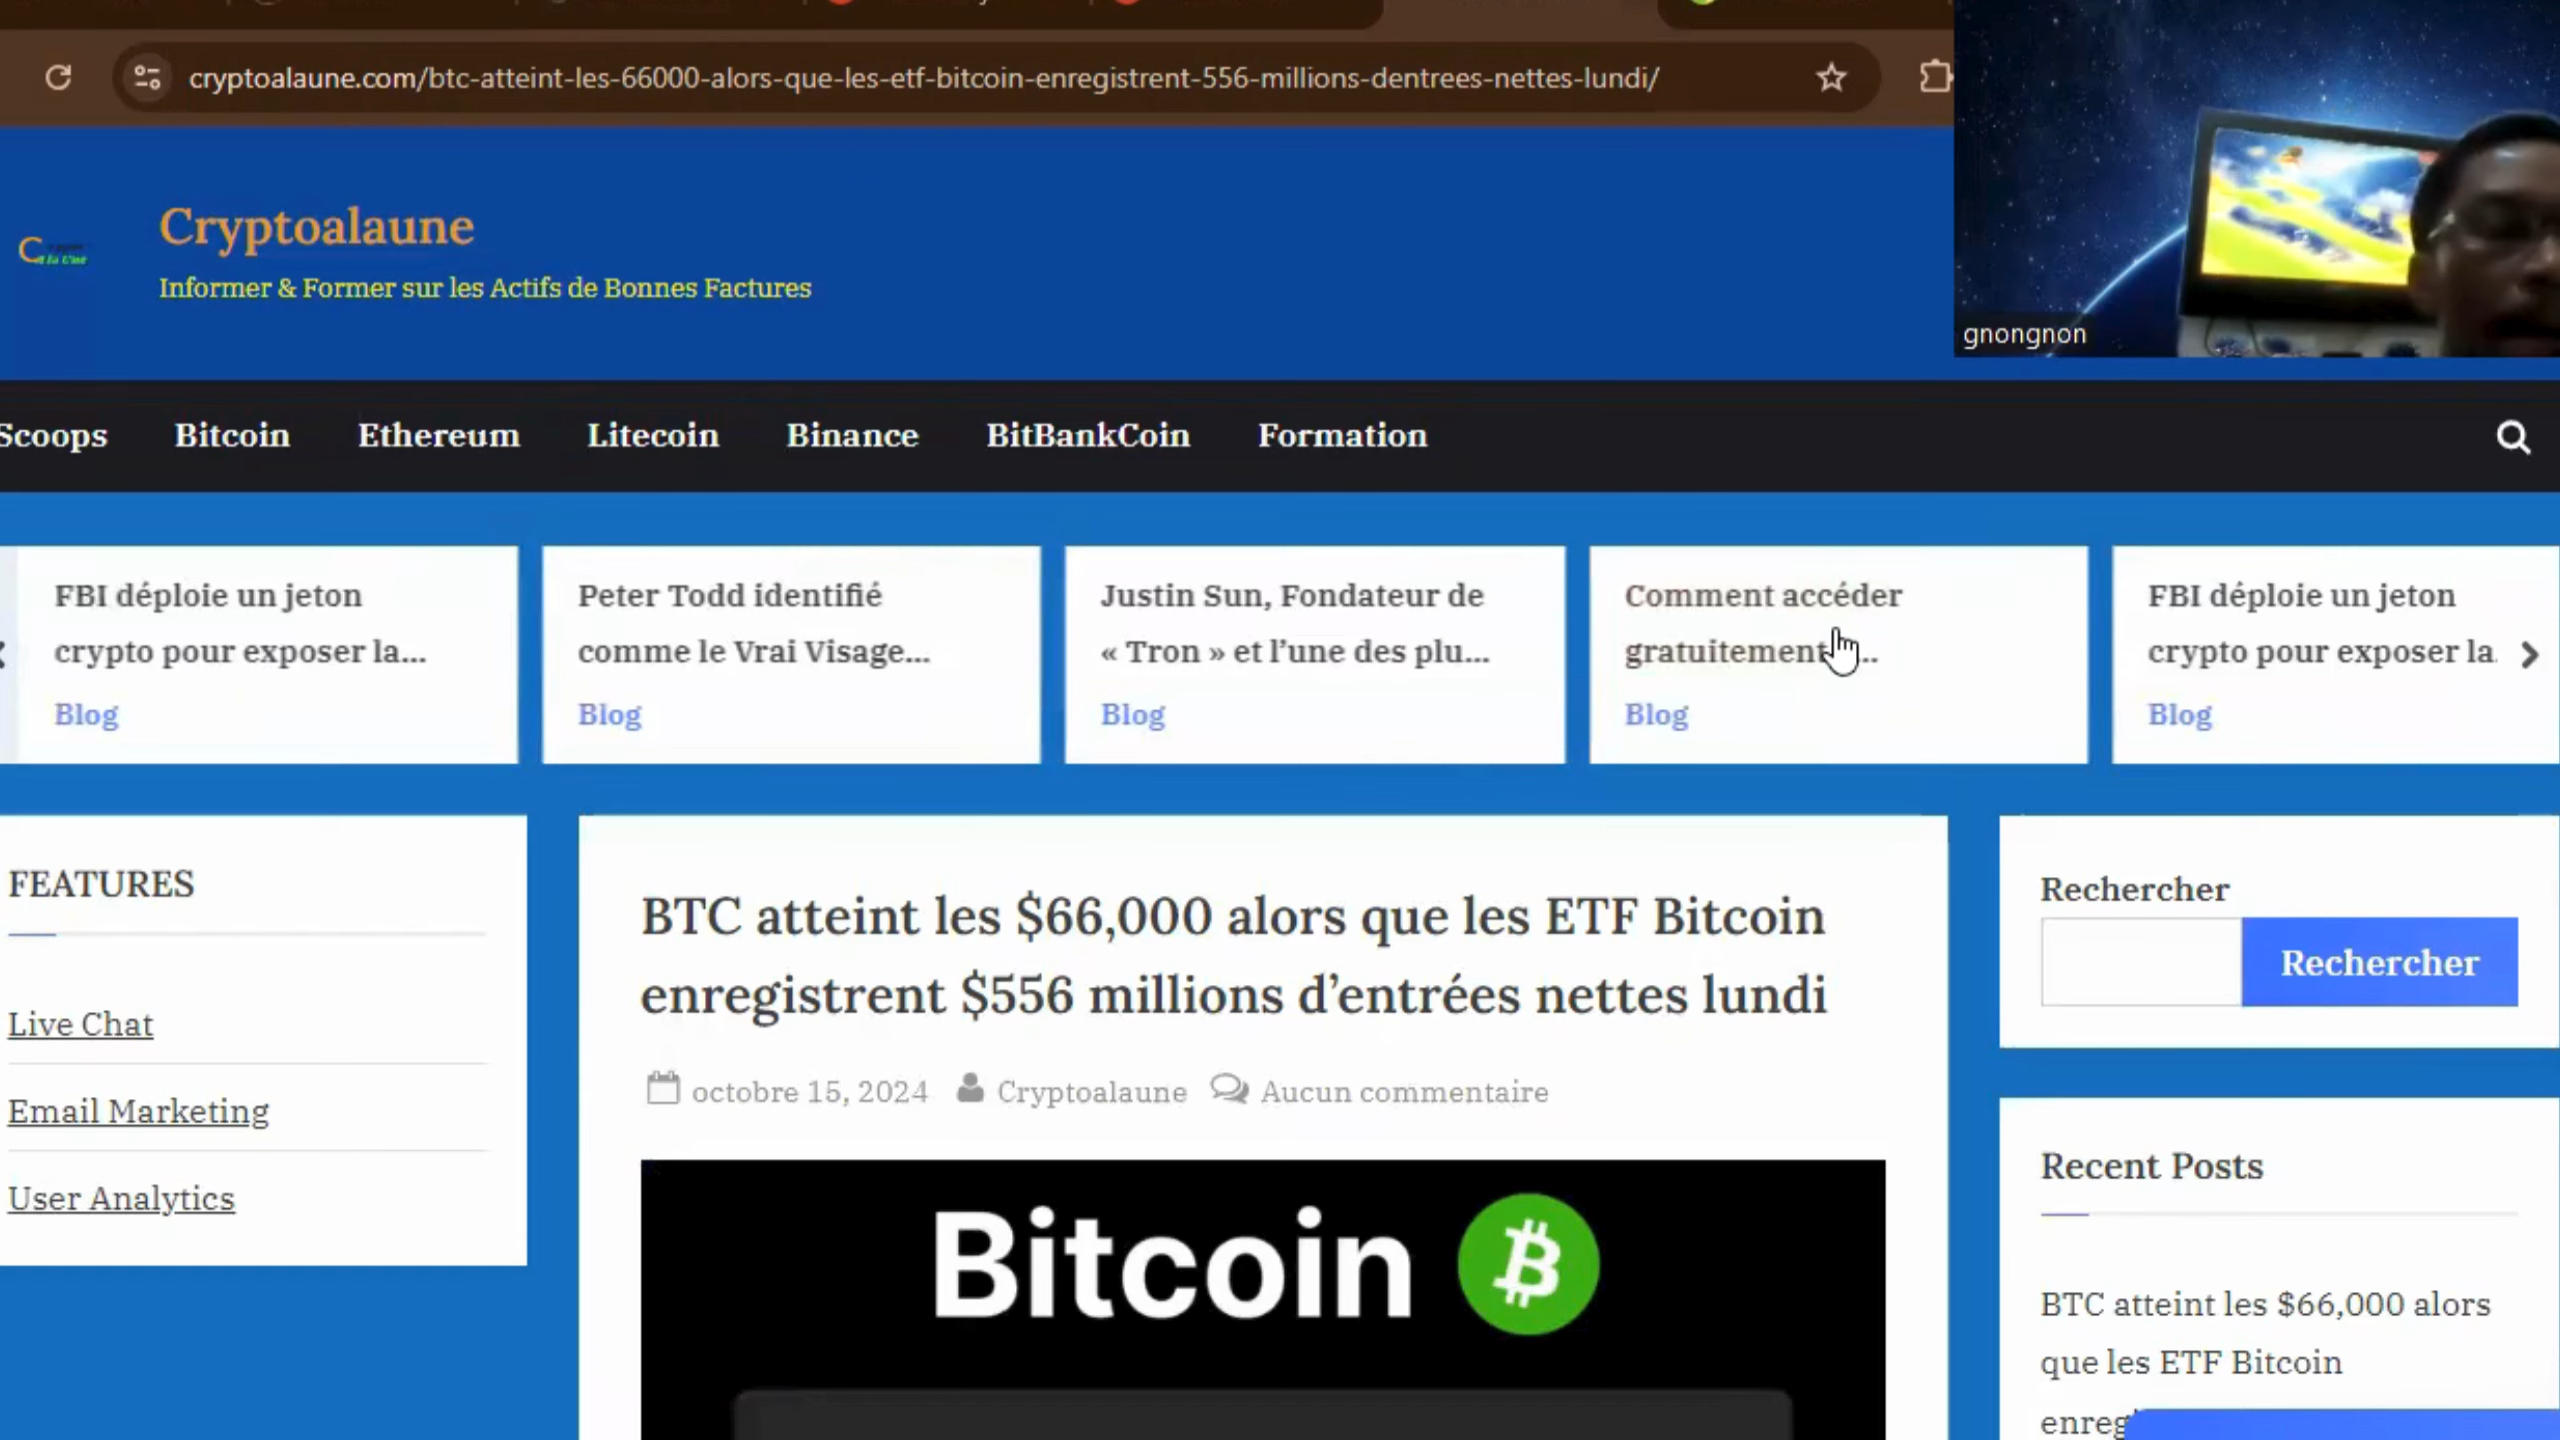 cryptoalaune.com/btc-atteint-les-66000-alors-que-les-etf-bitcoin-enregistrent-556-millions-dentrees-nettes-lundi/
Cryptoalaune
Informer & Former sur les Actifs de Bonnes Factures
gnongnon
Scoops Bitcoin Ethereum Litecoin Binance BitBankCoin Formation
FBI déploie un jeton
crypto pour exposer la...
Blog
Peter Todd identifié
comme le Vrai Visage...
Blog
Justin Sun, Fondateur de
« Tron » et l’une des plu...
Blog
Comment accéder
gratuitement ...
Blog
FBI déploie un jeton
crypto pour exposer la
Blog
FEATURES
Live Chat
Email Marketing
User Analytics
BTC atteint les $66,000 alors que les ETF Bitcoin
enregistrent $556 millions d’entrées nettes lundi
octobre 15, 2024 Cryptoalaune Aucun commentaire
Bitcoin
Rechercher
Rechercher
Recent Posts
BTC atteint les $66,000 alors
que les ETF Bitcoin